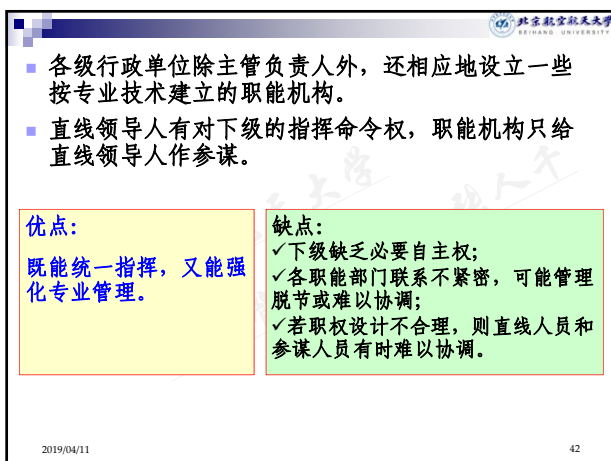 北京航空航天大学
BEIHANG UNIVERSITY
各级行政单位除主管负责人外，还相应地设立一些
按专业技术建立的职能机构。
直线领导人有对下级的指挥命令权，职能机构只给
直线领导人作参谋。
优点：
既能统一指挥，又能强
化专业管理。
缺点：
✓下级缺乏必要自主权；
✓各职能部门联系不紧密，可能管理
脱节或难以协调；
✓若职权设计不合理，则直线人员和
参谋人员有时难以协调。
2019/04/11
42